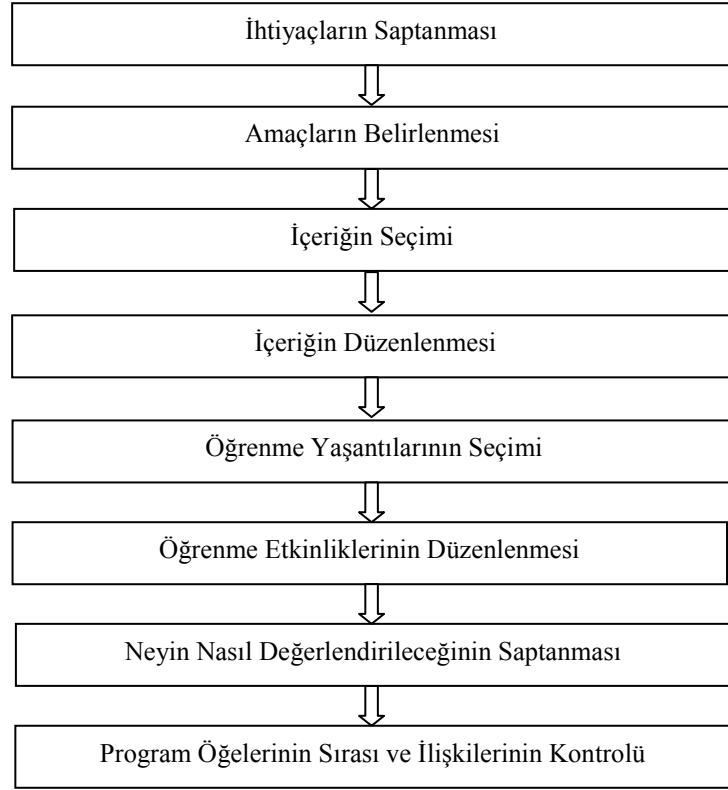 İhtiyaçların Saptanması
Amaçların Belirlenmesi
İçeriğin Seçimi
İçeriğin Düzenlenmesi
Öğrenme Yaşantılarının Seçimi
Öğrenme Etkinliklerinin Düzenlenmesi
Neyin Nasıl Değerlendirileceğinin Saptanması
Program Öğelerinin Sırası ve İlişkilerinin Kontrolü